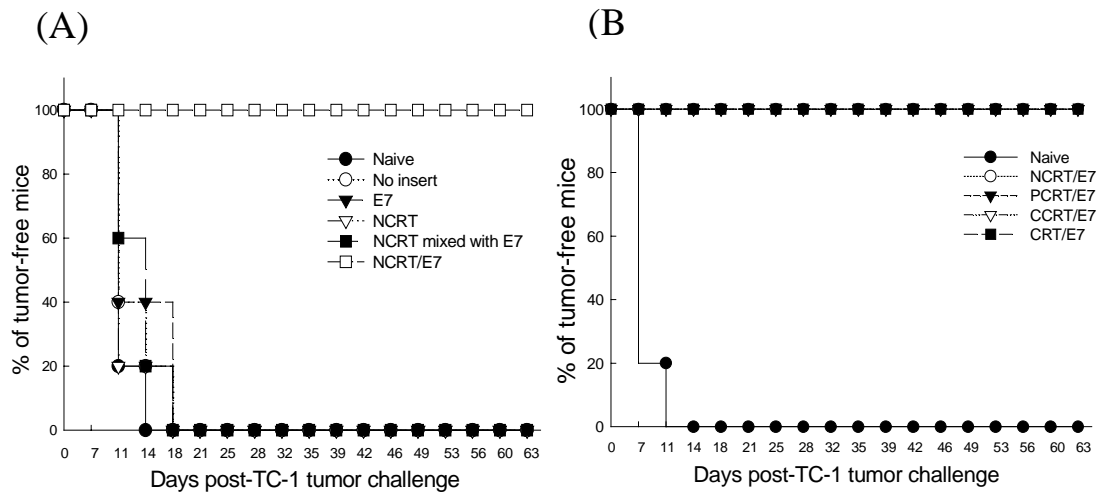 (A)
% of tumor-free mice
100
80
60
40
20
0
0 7 11 14 18 21 25 28 32 35 39 42 46 49 53 56 60 63
Days post-TC-1 tumor challenge
Naive
No insert
E7
NCRT
NCRT mixed with E7
NCRT/E7
(B)
% of tumor-free mice
100
80
60
40
20
0
0 7 11 14 18 21 25 28 35 39 42 46 49 53 56 60 63
Days post-TC-1 tumor challenge
Naive
NCRT/E7
PCRT/E7
CCRT/E7
CRT/E7